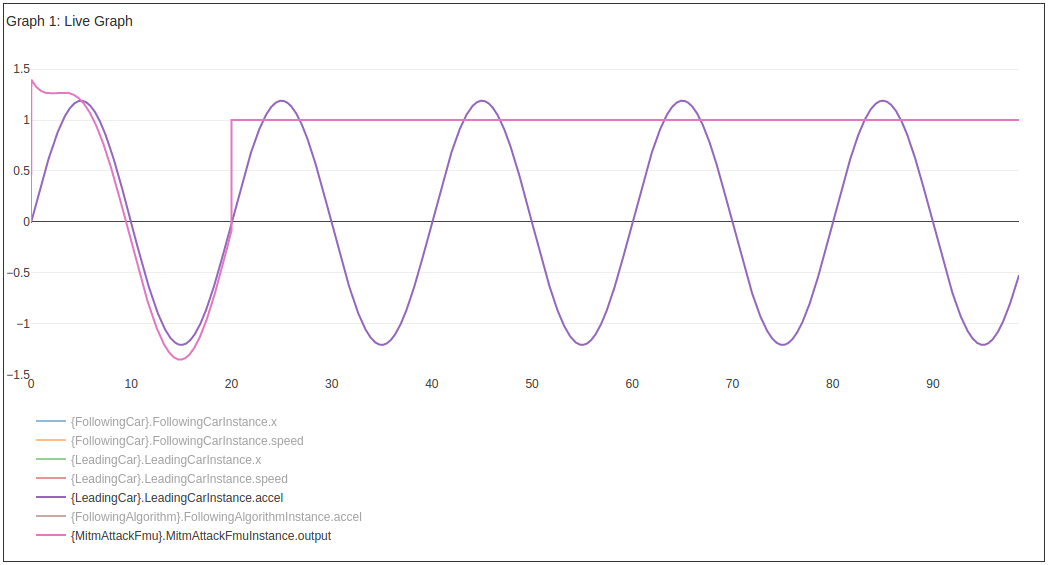 Graph 1: Live Graph
1.5
1
0.5
0
−0.5
−1
−1.5
0 10 20 30 40 50 60 70 80 90
{FollowingCar}.FollowingCarInstance.x
{FollowingCar}.FollowingCarInstance.speed
{LeadingCar}.LeadingCarInstance.x
{LeadingCar}.LeadingCarInstance.speed
{LeadingCar}.LeadingCarInstance.accel
{FollowingAlgorithm}.FollowingAlgorithmInstance.accel
{MitmAttackFmu}.MitmAttackFmuInstance.output